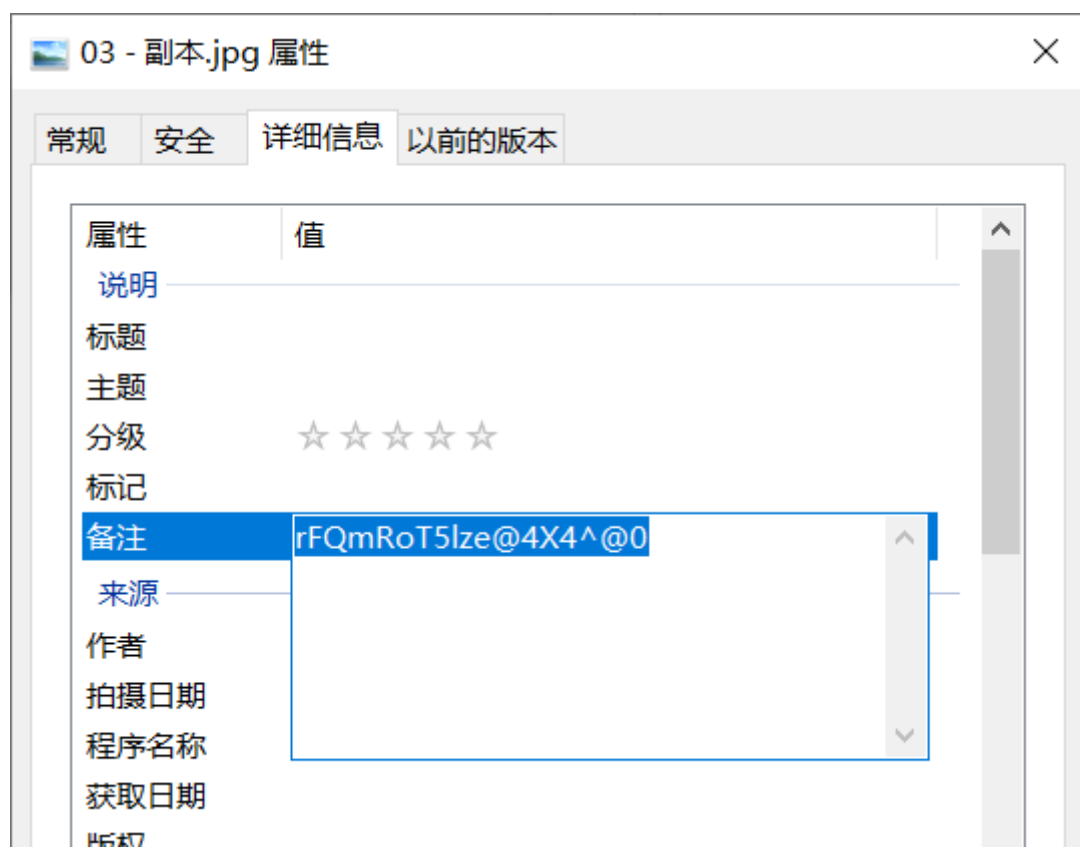 03 - 副本.jpg 属性
常规 安全 详细信息 以前的版本
属性 值
说明
标题
主题
分级 ☆☆☆☆☆
标记
备注 rFQmRoT5lze@4X4^@0
来源
作者
拍摄日期
程序名称
获取日期
版权